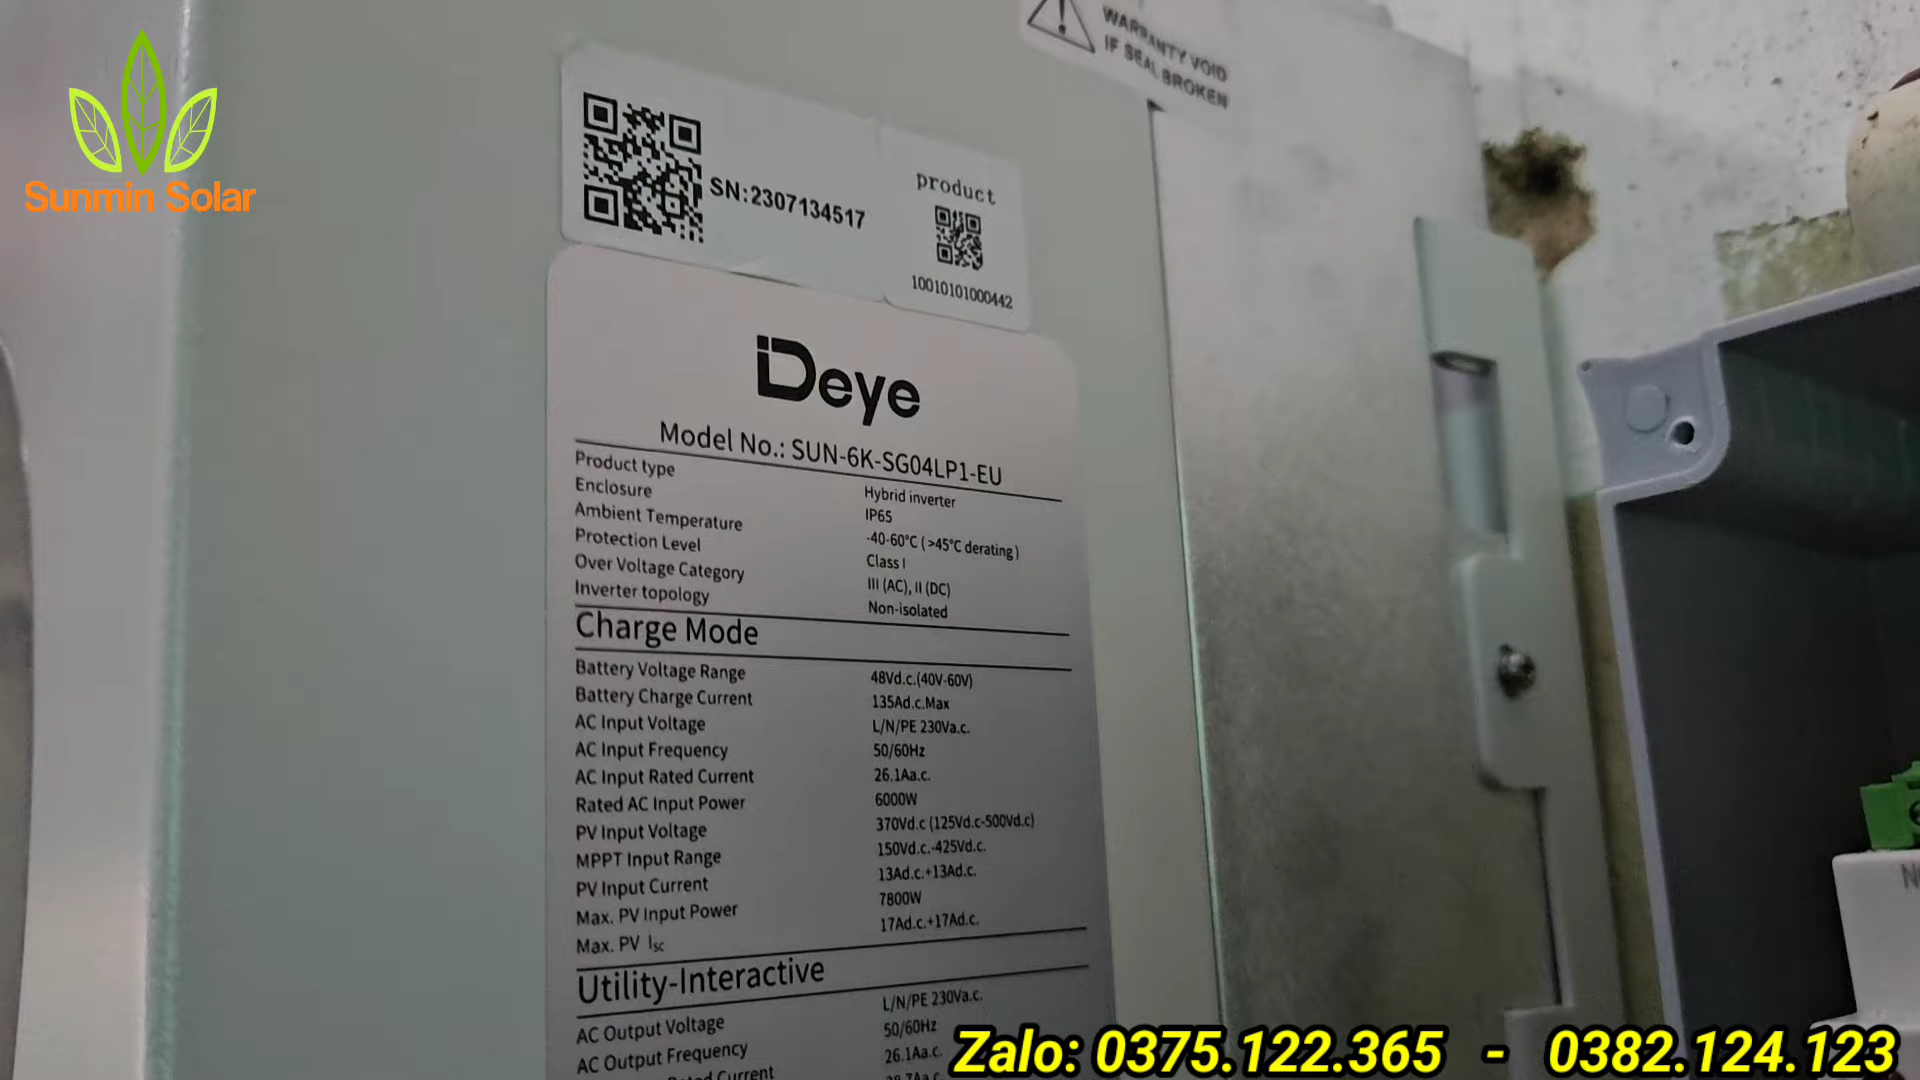 Sunmin Solar
WARRANTY VOID
IF SEAL BROKEN
SN:2307134517
product
10010101000442
Deye
Model No.: SUN-6K-SG04LP1-EU
Product type Hybrid inverter
Enclosure IP65
Ambient Temperature -40-60°C ( >45°C derating )
Protection Level Class I
Over Voltage Category III (AC), II (DC)
Inverter topology Non-isolated
Charge Mode
Battery Voltage Range 48Vd.c.(40V-60V)
Battery Charge Current 135Ad.c.Max
AC Input Voltage L/N/PE 230Va.c.
AC Input Frequency 50/60Hz
AC Input Rated Current 26.1Aa.c.
Rated AC Input Power 6000W
PV Input Voltage 370Vd.c (125Vd.c-500Vd.c)
MPPT Input Range 150Vd.c.-425Vd.c.
PV Input Current 13Ad.c.+13Ad.c.
Max. PV Input Power 7800W
Max. PV Isc 17Ad.c.+17Ad.c.
Utility-Interactive
AC Output Voltage L/N/PE 230Va.c.
AC Output Frequency 50/60Hz
Current 26.1Aa.c.
Zalo: 0375.122.365 - 0382.124.123